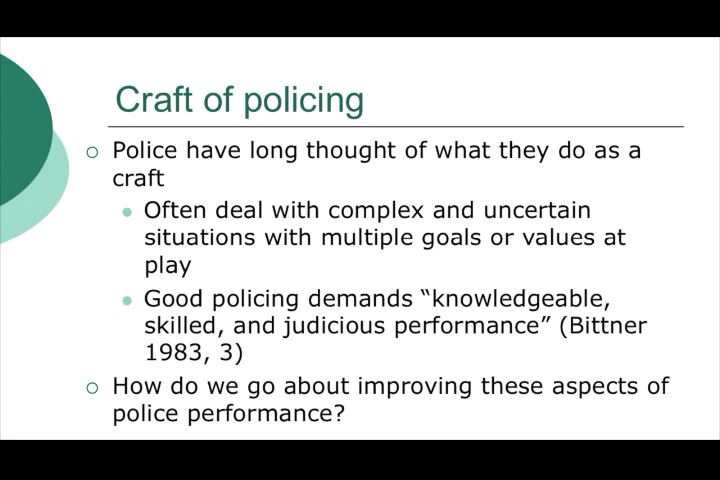 Craft of policing
Police have long thought of what they do as a
craft
Often deal with complex and uncertain
situations with multiple goals or values at
play
Good policing demands “knowledgeable,
skilled, and judicious performance” (Bittner
1983, 3)
How do we go about improving these aspects of
police performance?